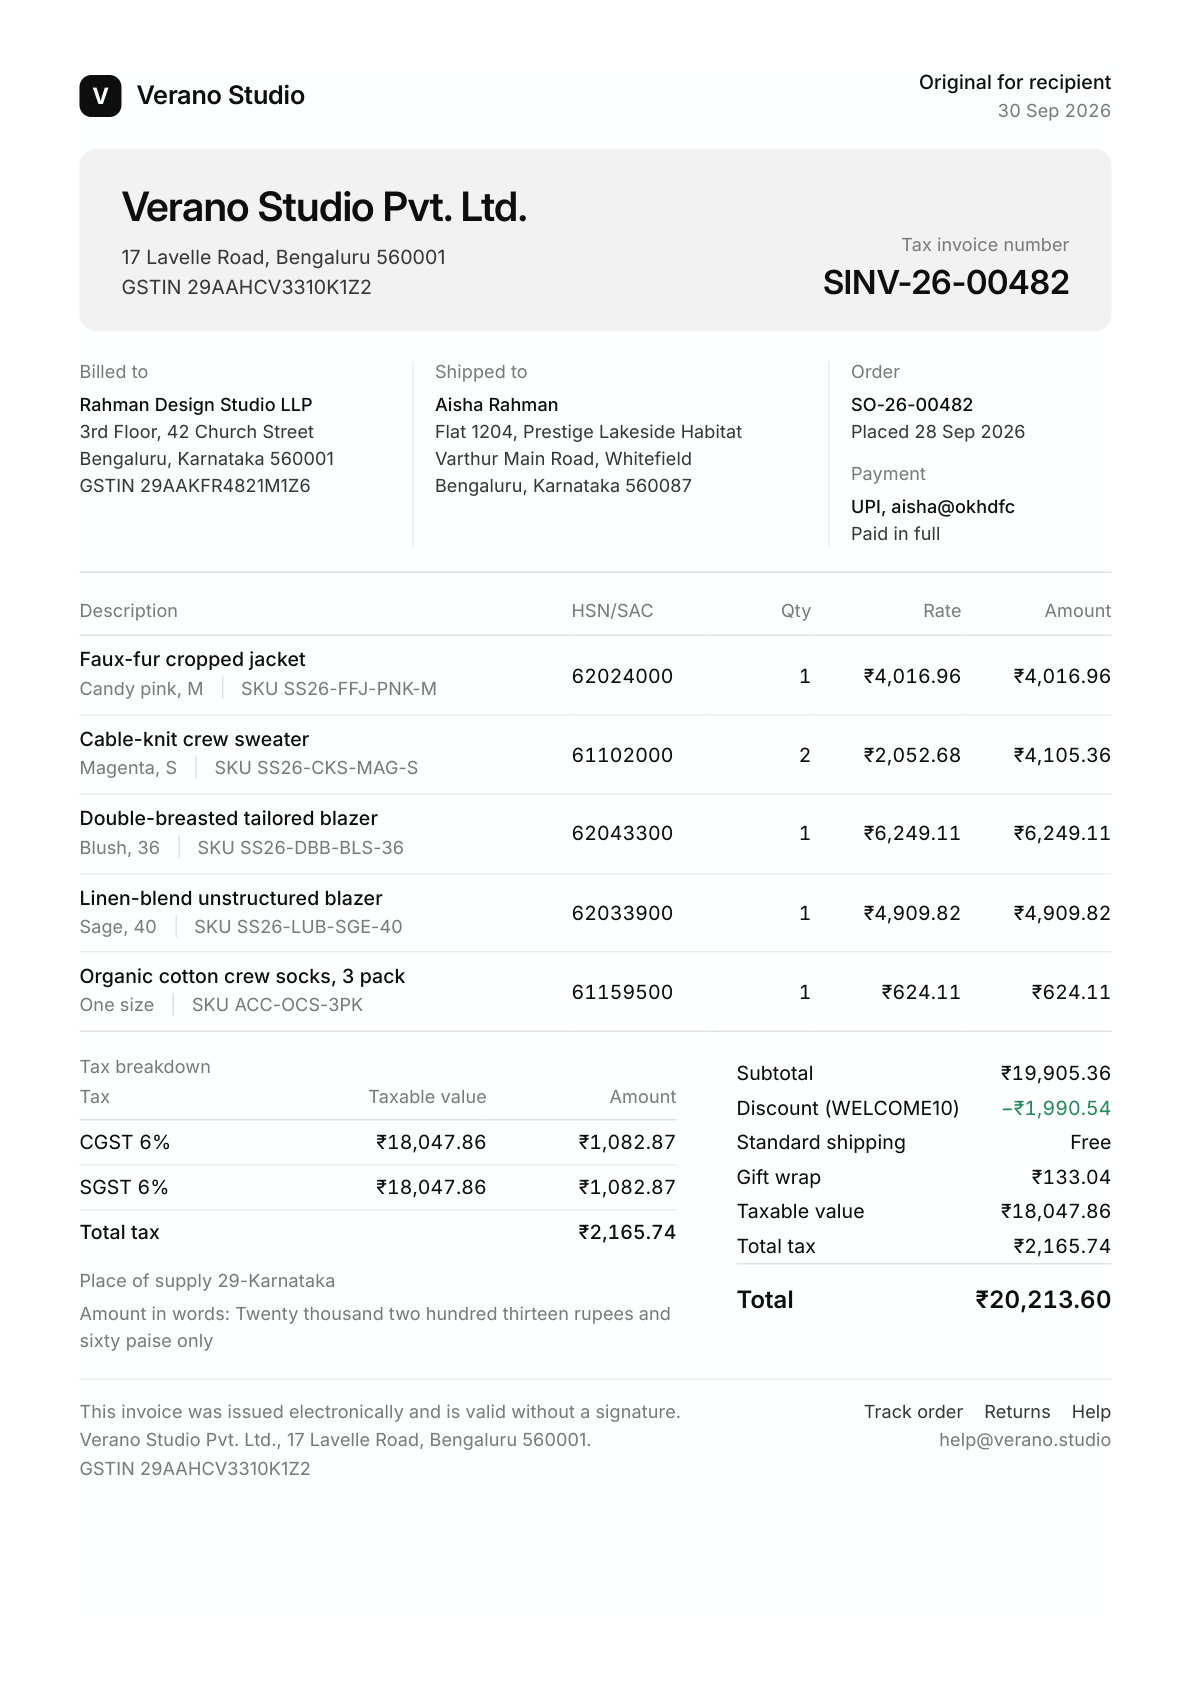 V Verano Studio
Original for recipient
30 Sep 2026
Verano Studio Pvt. Ltd.
17 Lavelle Road, Bengaluru 560001
GSTIN 29AAHCV3310K1Z2
Tax invoice number
SINV-26-00482
Billed to
Rahman Design Studio LLP
3rd Floor, 42 Church Street
Bengaluru, Karnataka 560001
GSTIN 29AAKFR4821M1Z6
Shipped to
Aisha Rahman
Flat 1204, Prestige Lakeside Habitat
Varthur Main Road, Whitefield
Bengaluru, Karnataka 560087
Order
SO-26-00482
Placed 28 Sep 2026
Payment
UPI, aisha@okhdfc
Paid in full
Description HSN/SAC Qty Rate Amount
Faux-fur cropped jacket
Candy pink, M SKU SS26-FFJ-PNK-M
62024000 1 ₹4,016.96 ₹4,016.96
Cable-knit crew sweater
Magenta, S SKU SS26-CKS-MAG-S
61102000 2 ₹2,052.68 ₹4,105.36
Double-breasted tailored blazer
Blush, 36 SKU SS26-DBB-BLS-36
62043300 1 ₹6,249.11 ₹6,249.11
Linen-blend unstructured blazer
Sage, 40 SKU SS26-LUB-SGE-40
62033900 1 ₹4,909.82 ₹4,909.82
Organic cotton crew socks, 3 pack
One size SKU ACC-OCS-3PK
61159500 1 ₹624.11 ₹624.11
Tax breakdown
Tax Taxable value Amount
CGST 6% ₹18,047.86 ₹1,082.87
SGST 6% ₹18,047.86 ₹1,082.87
Total tax ₹2,165.74
Place of supply 29-Karnataka
Amount in words: Twenty thousand two hundred thirteen rupees and
sixty paise only
Subtotal ₹19,905.36
Discount (WELCOME10) −₹1,990.54
Standard shipping Free
Gift wrap ₹133.04
Taxable value ₹18,047.86
Total tax ₹2,165.74
Total ₹20,213.60
This invoice was issued electronically and is valid without a signature.
Verano Studio Pvt. Ltd., 17 Lavelle Road, Bengaluru 560001.
GSTIN 29AAHCV3310K1Z2
Track order Returns Help
help@verano.studio